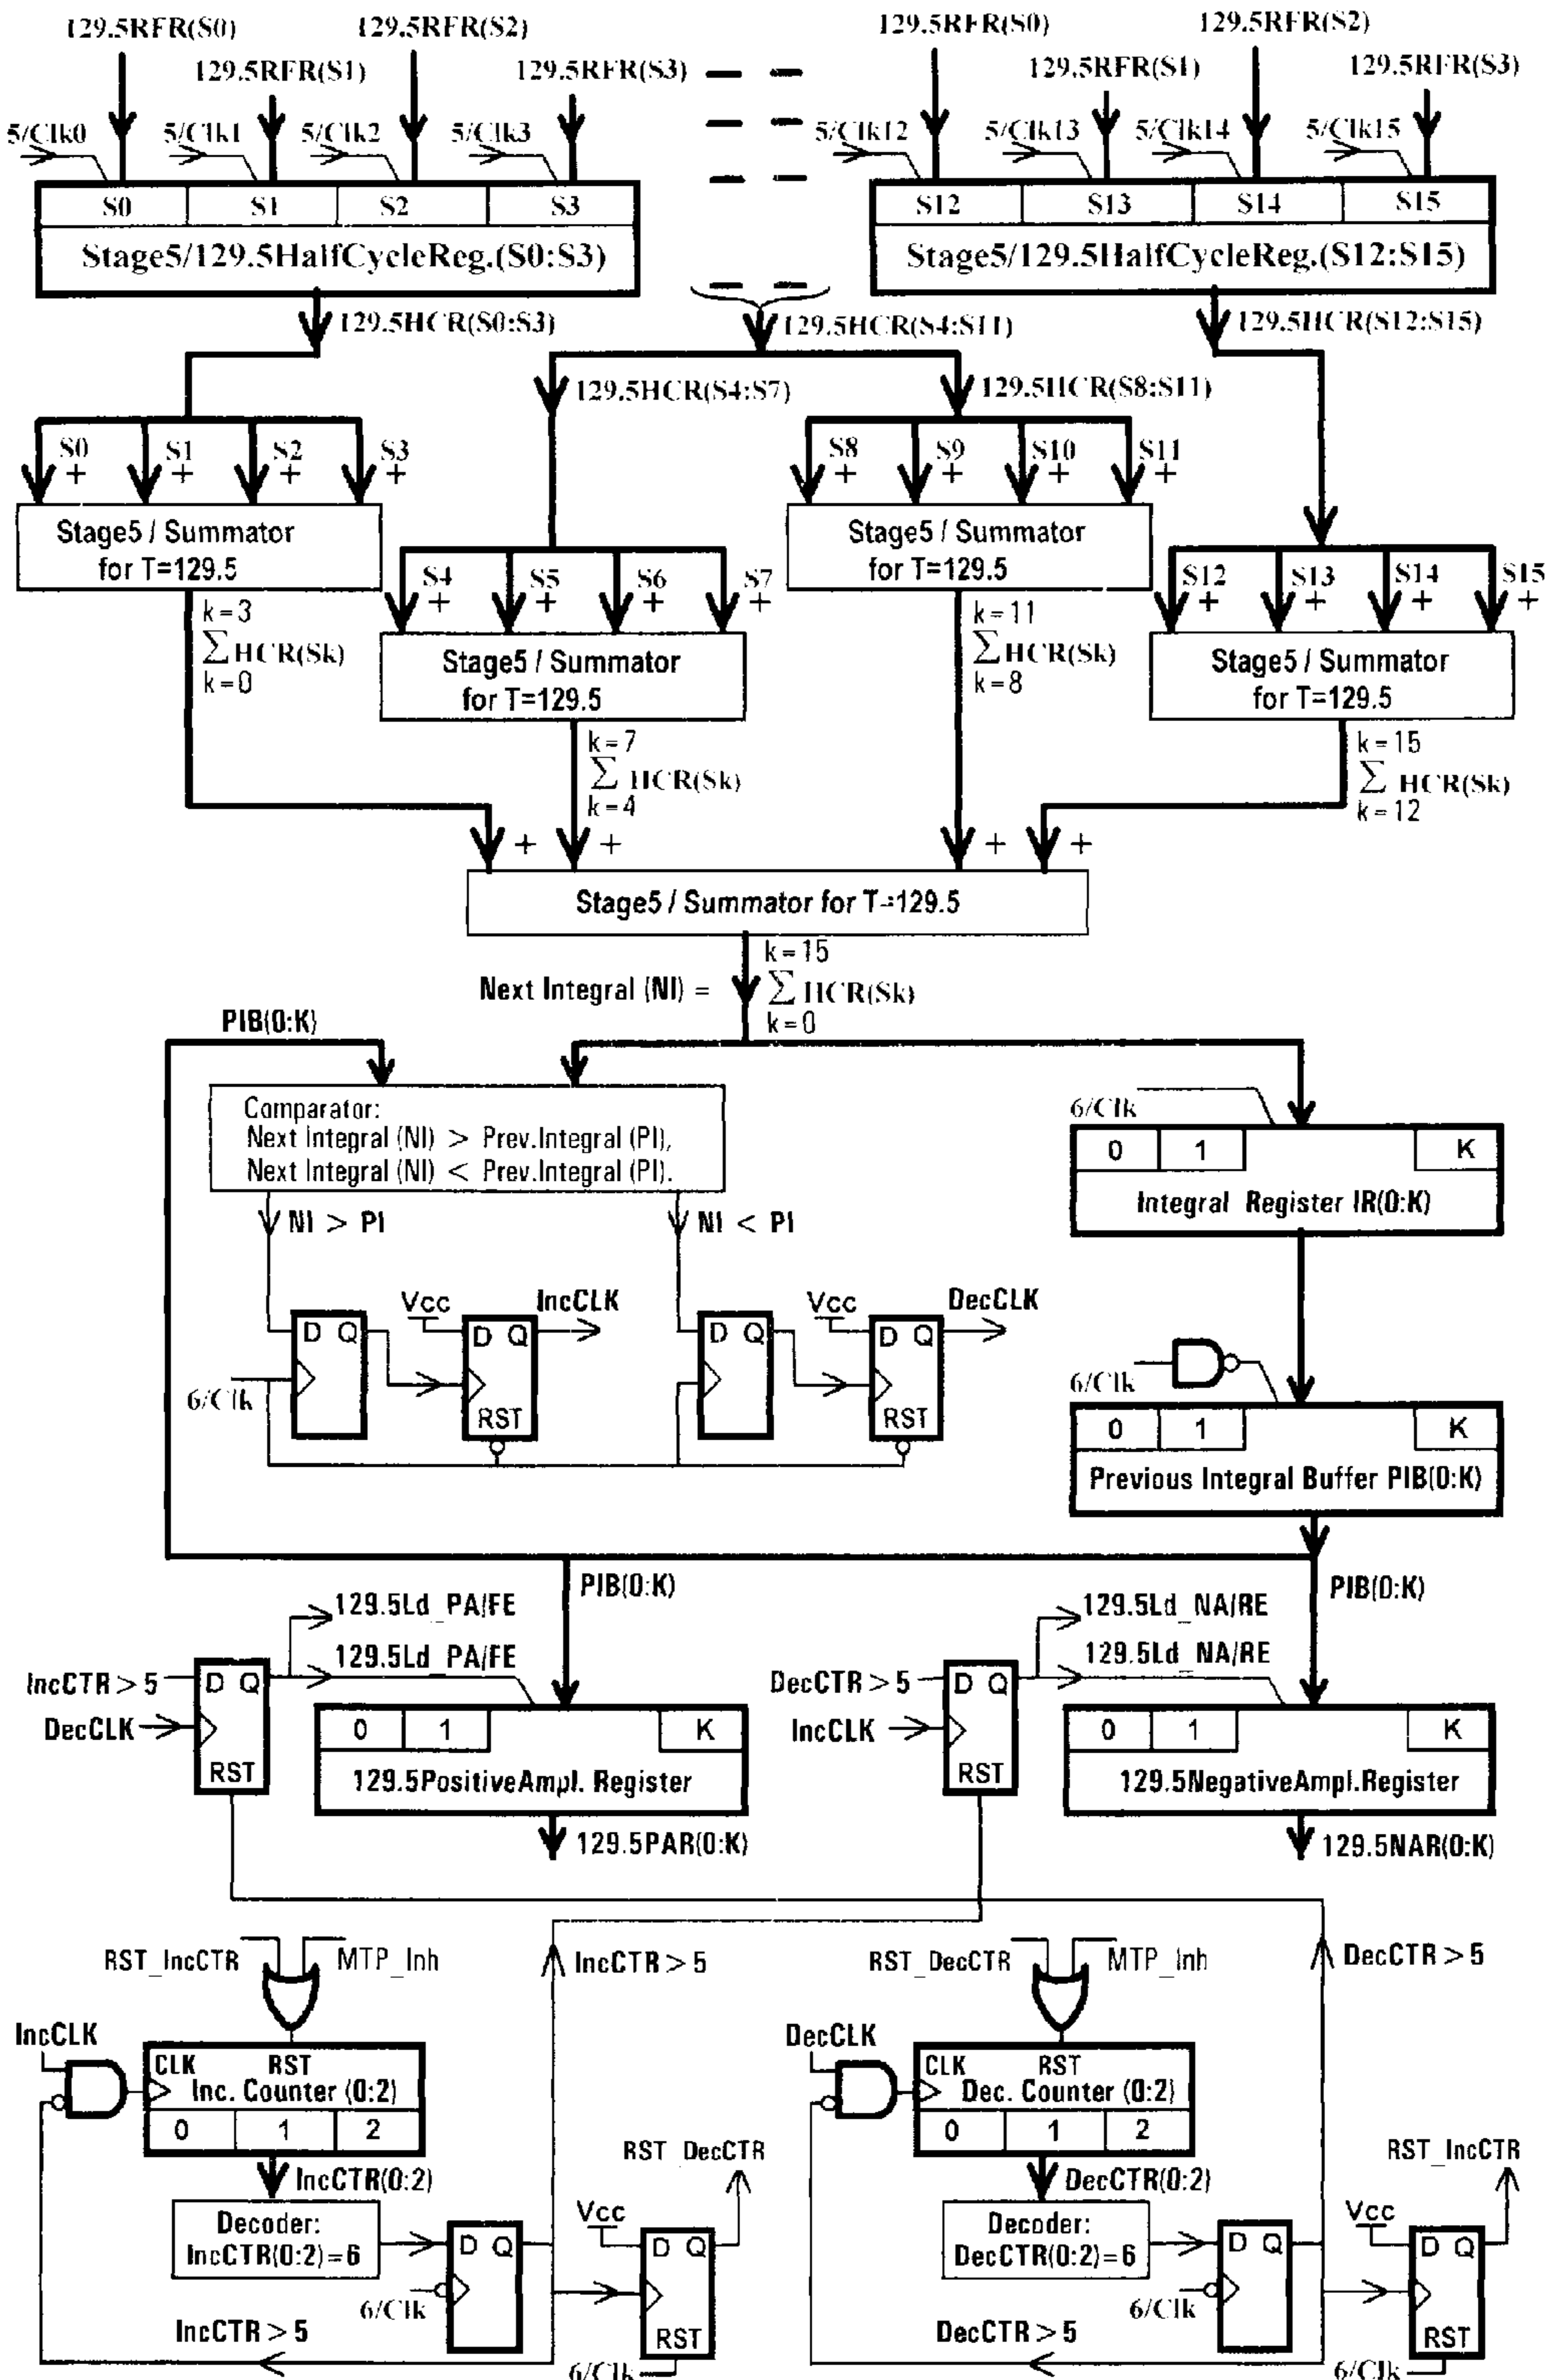 129.5RFR(S0) 129.5RFR(S2) 129.5RFR(S0) 129.5RFR(S2)
129.5RFR(S1) 129.5RFR(S3) 129.5RFR(S1) 129.5RFR(S3)
5/Clk0 5/Clk1 5/Clk2 5/Clk3 5/Clk12 5/Clk13 5/Clk14 5/Clk15
S0 S1 S2 S3 S12 S13 S14 S15
Stage5/129.5HalfCycleReg.(S0:S3) Stage5/129.5HalfCycleReg.(S12:S15)
129.5HCR(S0:S3) 129.5HCR(S4:S11) 129.5HCR(S12:S15)
129.5HCR(S4:S7) 129.5HCR(S8:S11)
S0 + S1 + S2 + S3 + S8 + S9 + S10 + S11 +
Stage5 / Summator for T=129.5
Stage5 / Summator for T=129.5
S4 + S5 + S6 + S7 + S12 + S13 + S14 + S15 +
Stage5 / Summator for T=129.5
Stage5 / Summator for T=129.5
k=3 ∑HCR(Sk) k=0
k=11 ∑HCR(Sk) k=8
k=7 ∑HCR(Sk) k=4
k=15 ∑HCR(Sk) k=12
+ + + +
Stage5 / Summator for T=129.5
Next Integral (NI) = k=15 ∑HCR(Sk) k=0
PIB(0:K)
Comparator:
Next Integral (NI) > Prev.Integral (PI),
Next Integral (NI) < Prev.Integral (PI).
6/Clk
0 1 K
Integral Register IR(0:K)
NI > PI NI < PI
Vcc IncCLK Vcc DecCLK
D Q D Q D Q D Q
6/Clk RST RST
6/Clk
0 1 K
Previous Integral Buffer PIB(0:K)
PIB(0:K) PIB(0:K)
129.5Ld_PA/FE 129.5Ld_NA/RE
129.5Ld_PA/FE 129.5Ld_NA/RE
IncCTR > 5 D Q DecCTR > 5 D Q
DecCLK IncCLK
RST RST
0 1 K 0 1 K
129.5PositiveAmpl. Register 129.5NegativeAmpl.Register
129.5PAR(0:K) 129.5NAR(0:K)
RST_IncCTR MTP_Inh IncCTR > 5 RST_DecCTR MTP_Inh DecCTR > 5
IncCLK DecCLK
CLK RST CLK RST
Inc. Counter (0:2) Dec. Counter (0:2)
0 1 2 0 1 2
RST_DecCTR RST_IncCTR
IncCTR(0:2) DecCTR(0:2)
Decoder: Vcc Decoder: Vcc
IncCTR(0:2)=6 D Q D Q DecCTR(0:2)=6 D Q D Q
6/Clk 6/Clk
IncCTR > 5 RST DecCTR > 5 RST
6/Clk 6/Clk